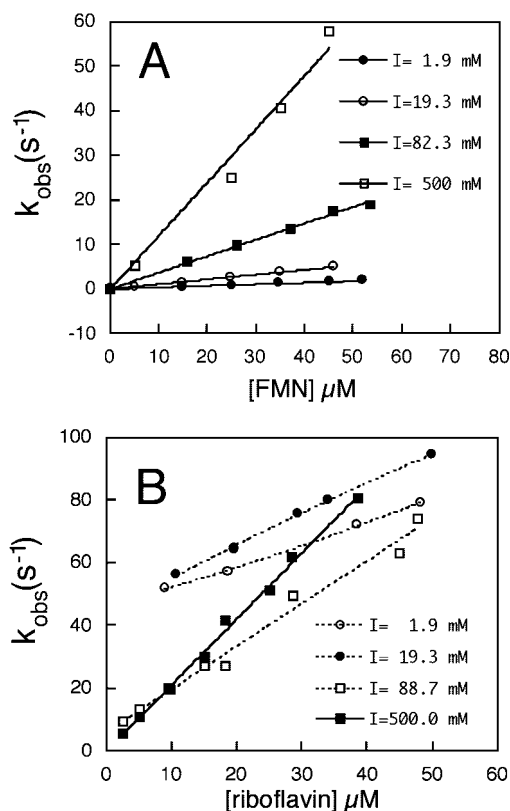 A
60
50
40
30
20
10
0
-10
k_obs(s^-1)
I= 1.9 mM
I=19.3 mM
I=82.3 mM
I= 500 mM
0 10 20 30 40 50 60 70 80
[FMN] μM
B
100
80
60
40
20
0
k_obs(s^-1)
I= 1.9 mM
I= 19.3 mM
I= 88.7 mM
I=500.0 mM
0 10 20 30 40 50 60
[riboflavin] μM